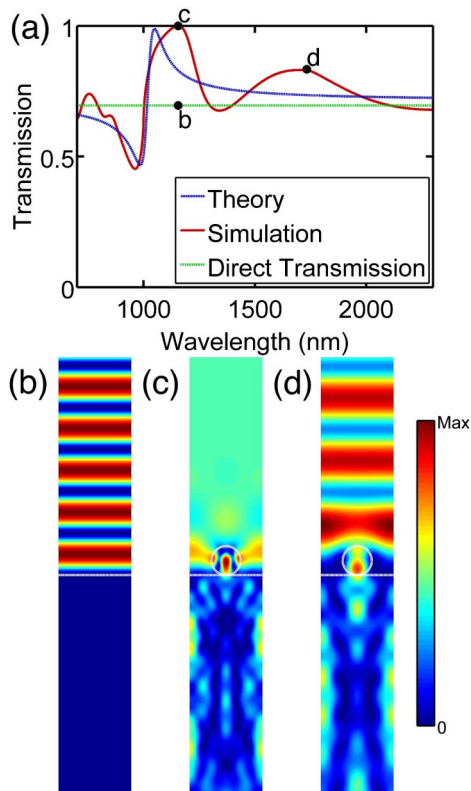 (a)
Transmission
1
0.5
0
c
d
b
Theory
Simulation
Direct Transmission
1000
1500
2000
Wavelength (nm)
(b)
(c)
(d)
Max
0